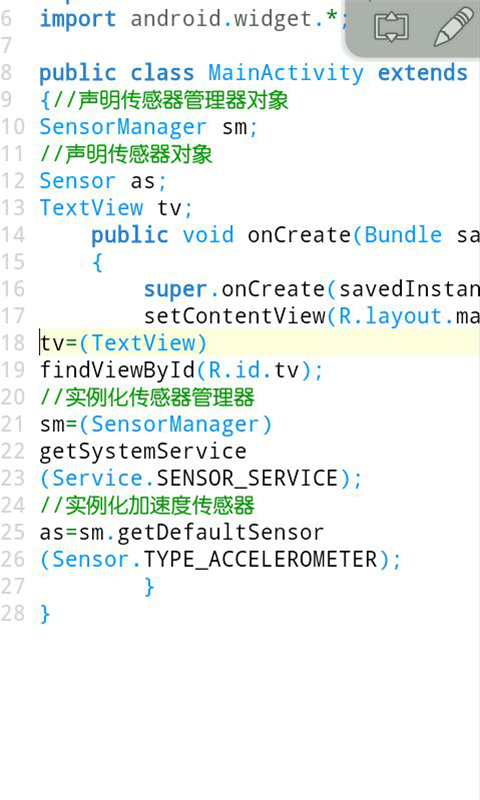 6 import android.widget.*;
7
8 public class MainActivity extends
9 {//声明传感器管理器对象
10 SensorManager sm;
11 //声明传感器对象
12 Sensor as;
13 TextView tv;
14 public void onCreate(Bundle sa
15 {
16 super.onCreate(savedInstan
17 setContentView(R.layout.ma
18 tv=(TextView)
19 findViewById(R.id.tv);
20 //实例化传感器管理器
21 sm=(SensorManager)
22 getSystemService
23 (Service.SENSOR_SERVICE);
24 //实例化加速度传感器
25 as=sm.getDefaultSensor
26 (Sensor.TYPE_ACCELEROMETER);
27 }
28 }